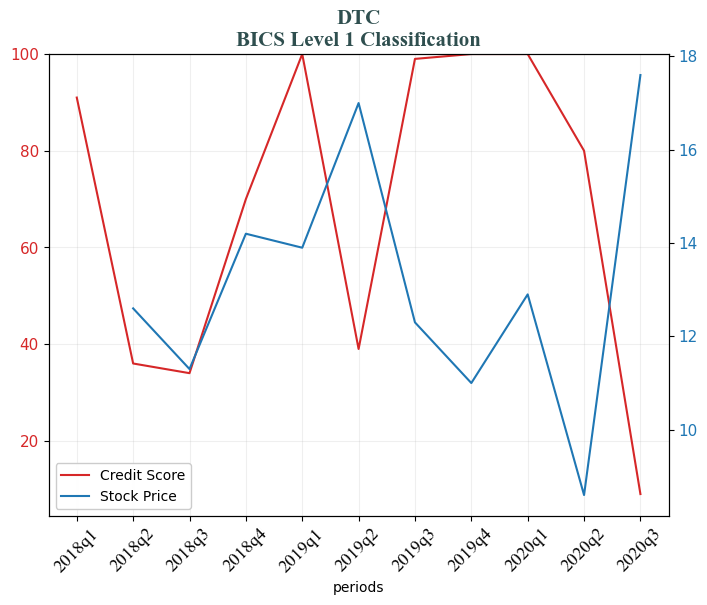 DTC
BICS Level 1 Classification
100
80
60
40
20
18
16
14
12
10
Credit Score
Stock Price
2018q1
2018q2
2018q3
2018q4
2019q1
2019q2
2019q3
2019q4
2020q1
2020q2
2020q3
periods